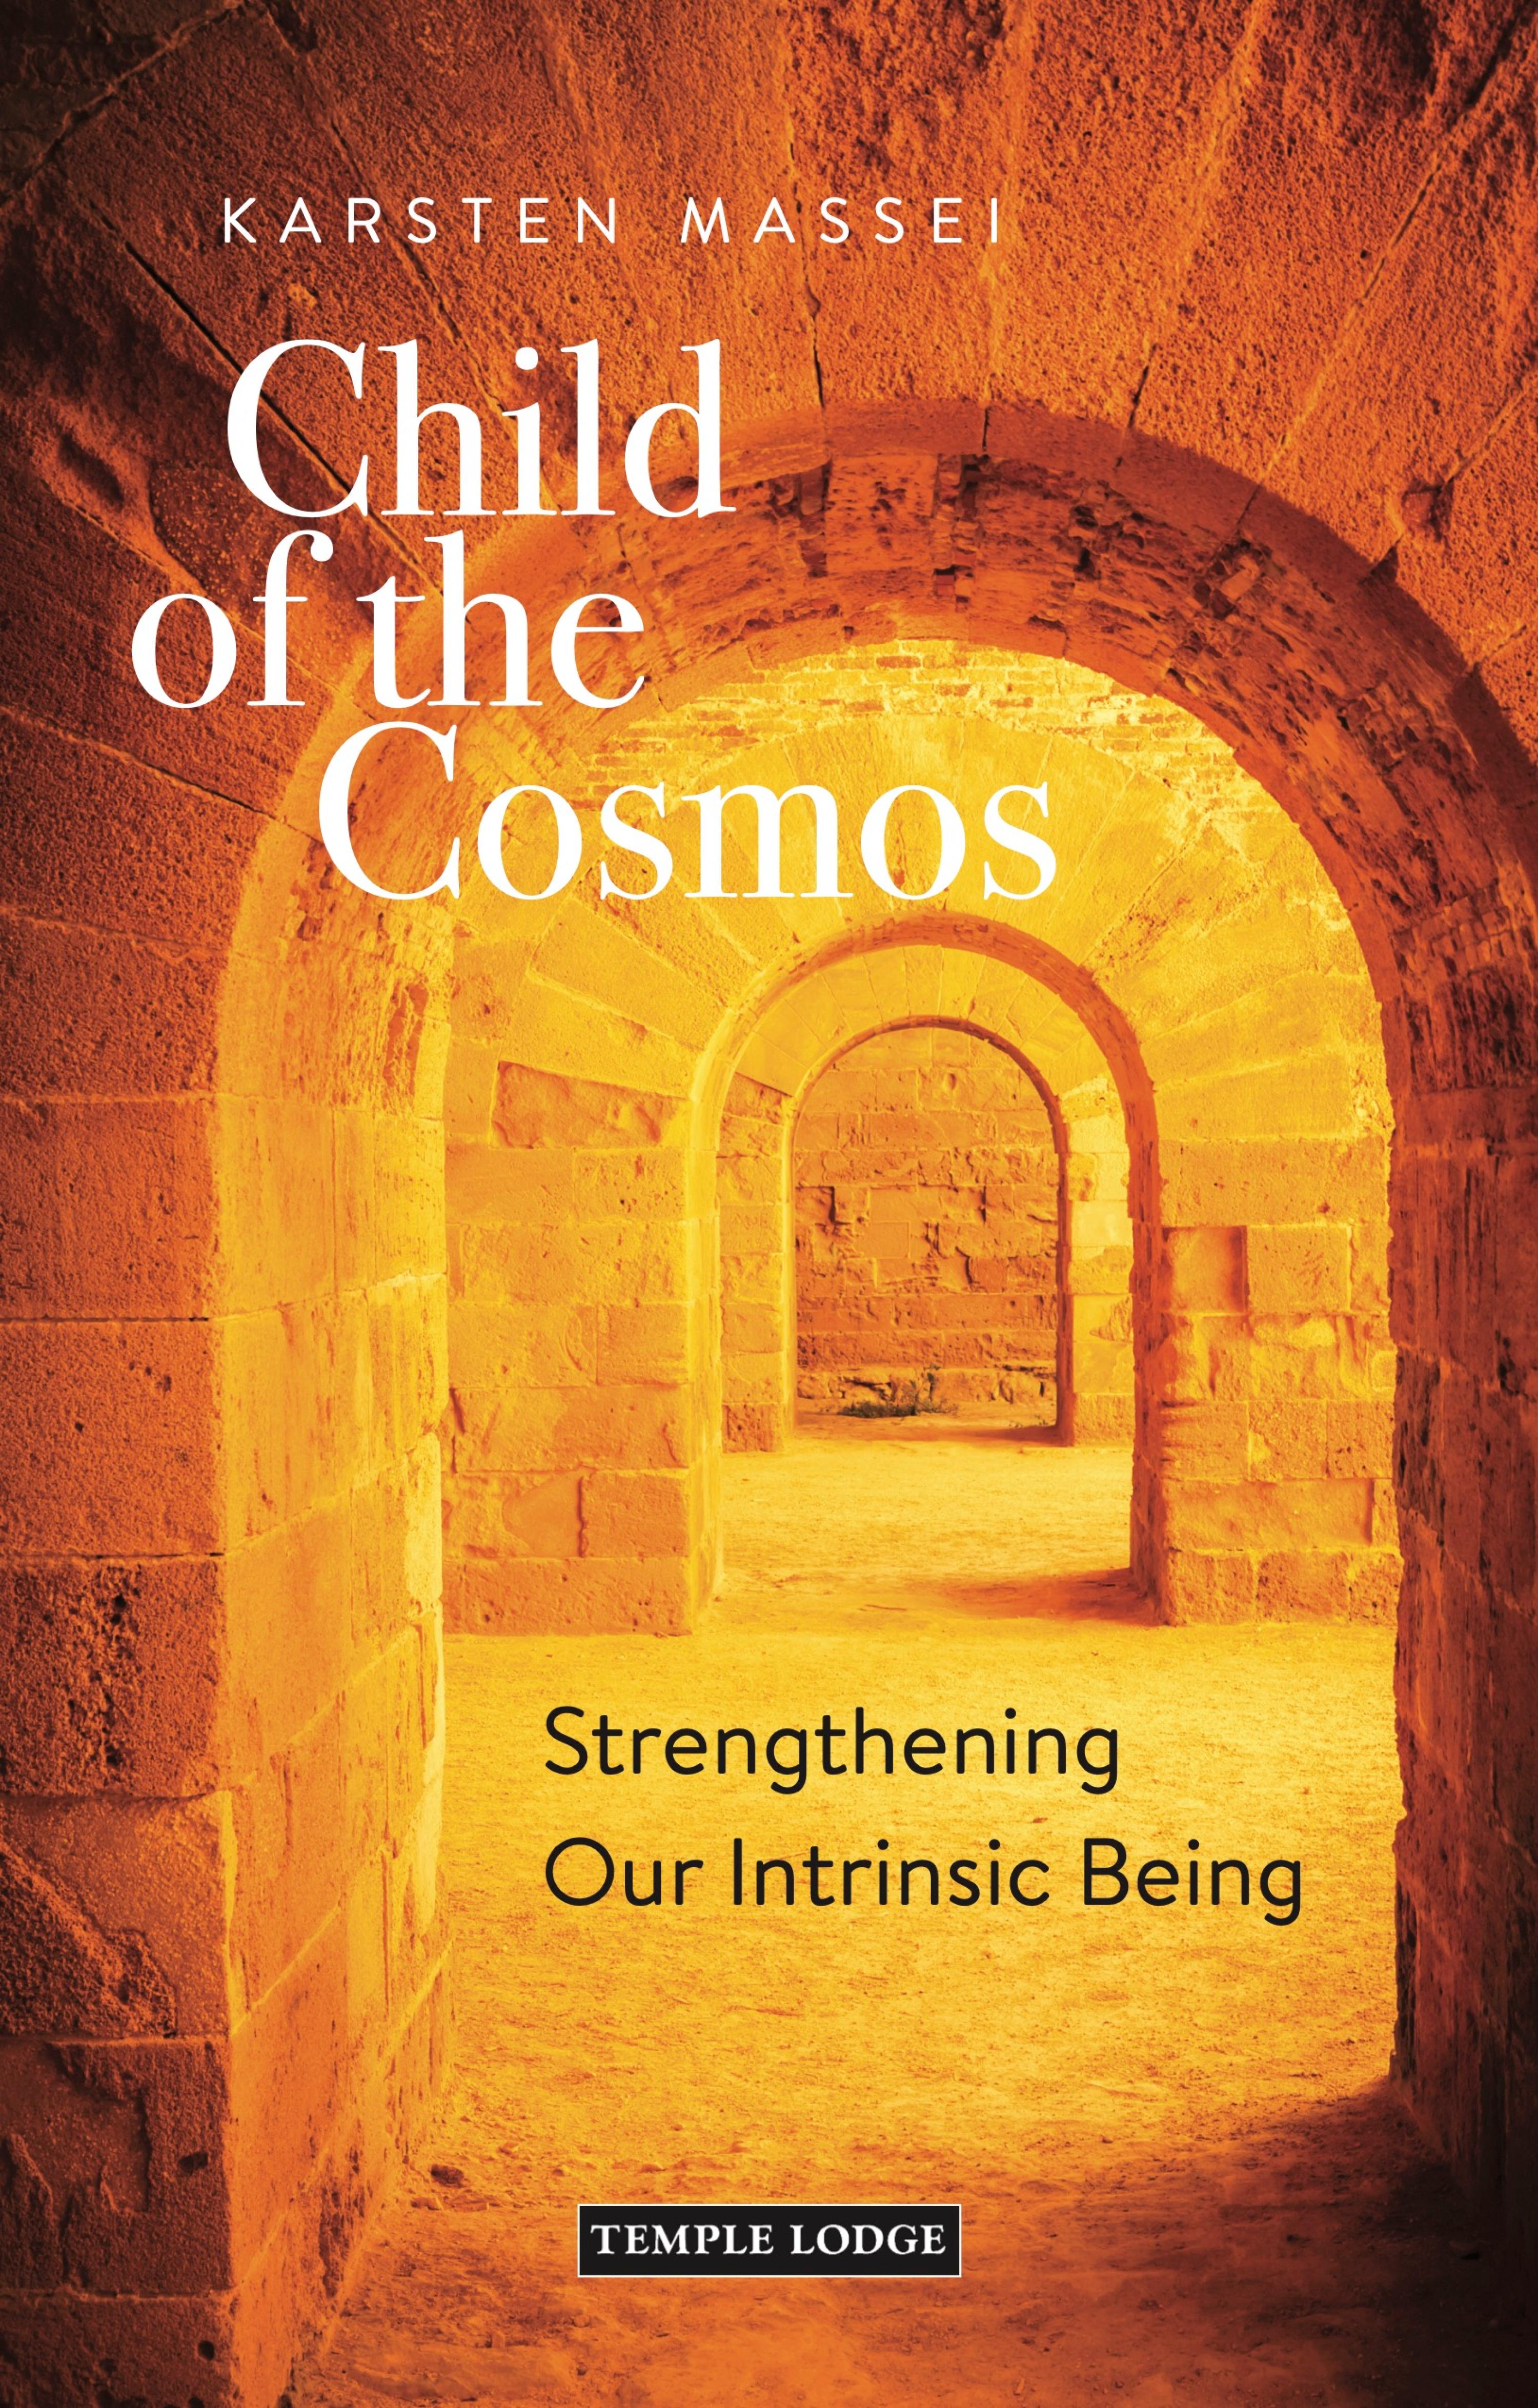 KARSTEN MASSEI
Child
of the
Cosmos
Strengthening
Our Intrinsic Being
TEMPLE LODGE